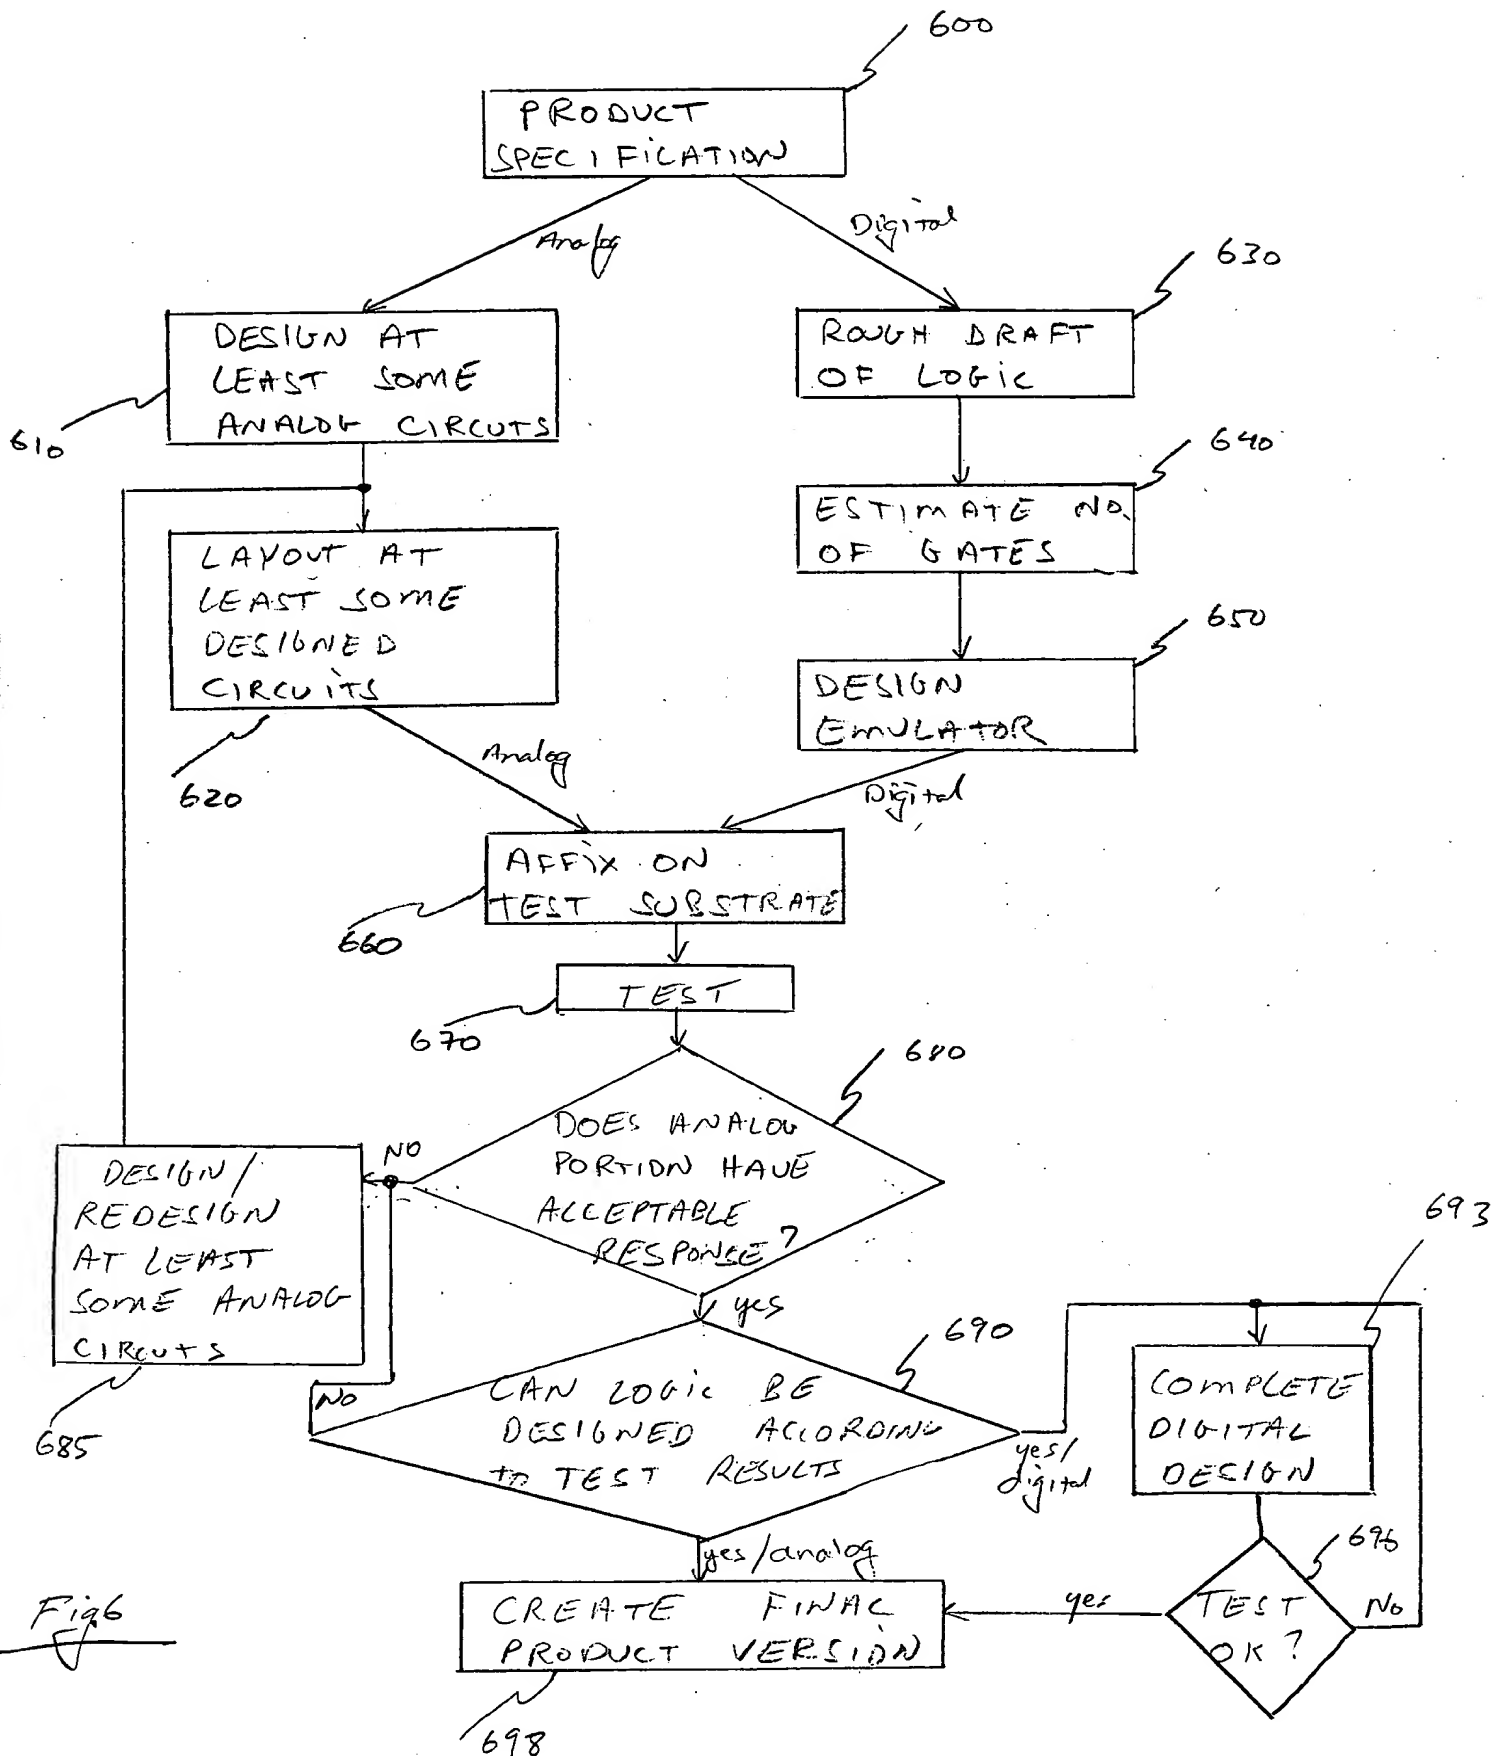 600
PRODUCT
SPECIFICATION
Analog
Digital
DESIGN AT
LEAST SOME
ANALOG CIRCUTS
610
630
ROUGH DRAFT
OF LOGIC
640
ESTIMATE NO.
OF GATES
LAYOUT AT
LEAST SOME
DESIGNED
CIRCUITS
620
650
DESIGN
EMULATOR
Analog
Digital
AFFIX ON
TEST SUBSTRATE
660
TEST
670
680
DOES ANALOG
PORTION HAVE
ACCEPTABLE
RESPONSE?
NO
yes
DESIGN/
REDESIGN
AT LEAST
SOME ANALOG
CIRCUTS
685
690
CAN LOGIC BE
DESIGNED ACCORDING
to TEST RESULTS
NO
yes/
digital
yes/analog
693
COMPLETE
DIGITAL
DESIGN
696
TEST
OK?
No
yes
CREATE FINAL
PRODUCT VERSION
698
Fig6